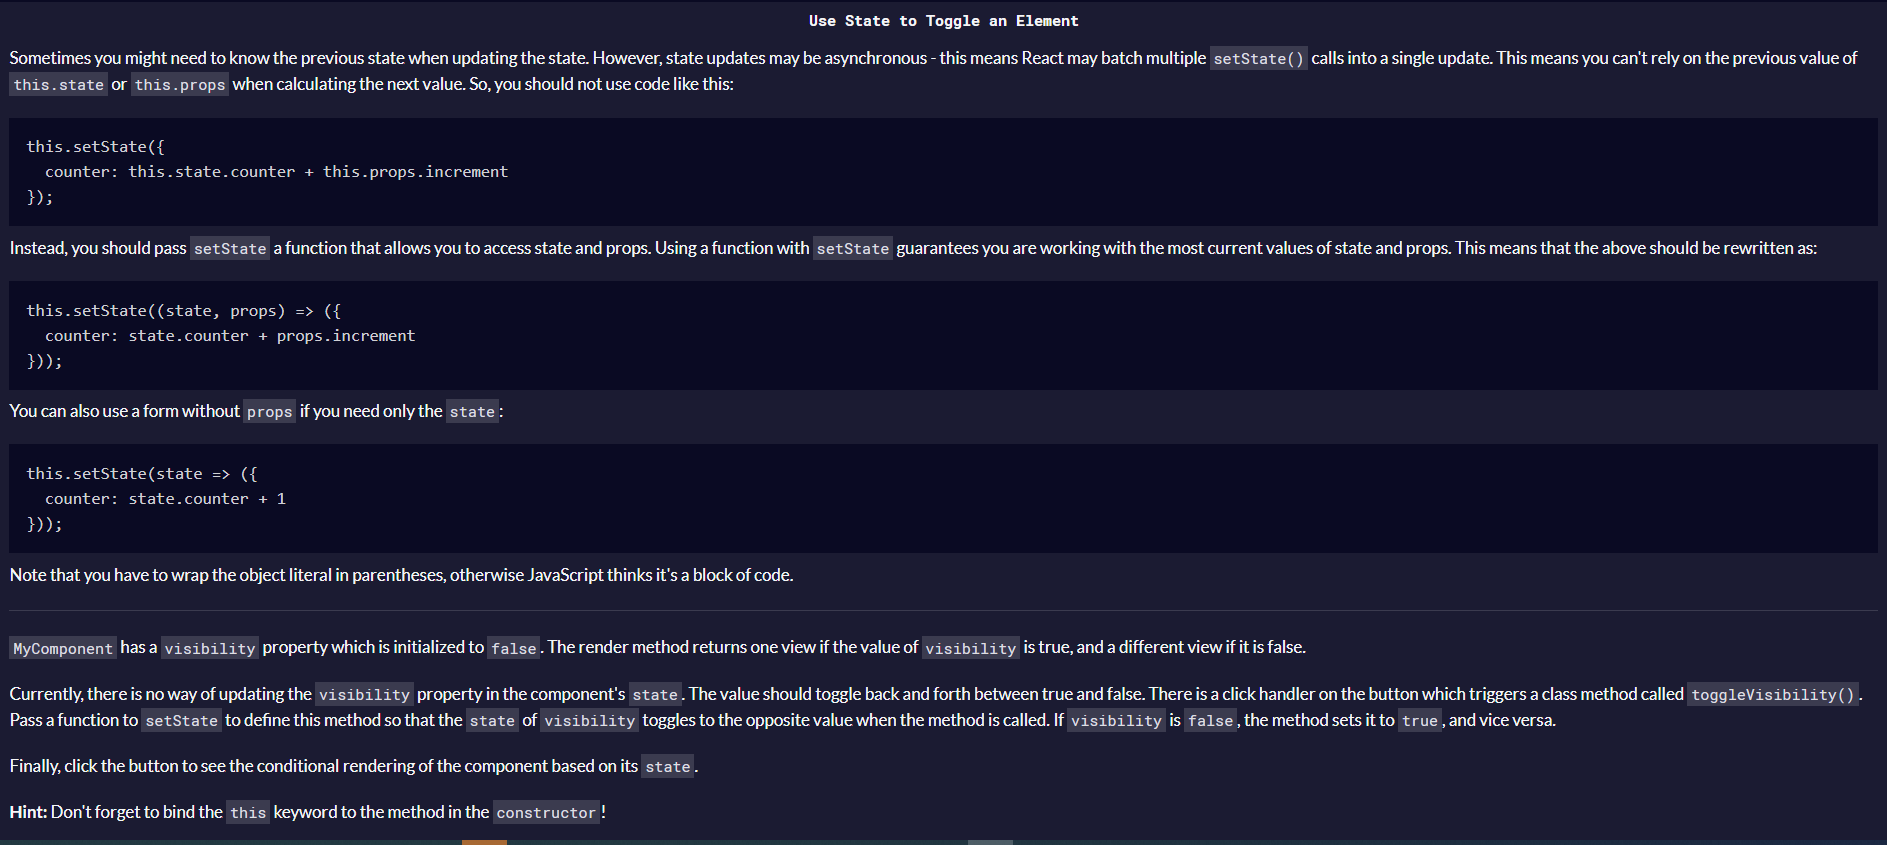 Use State to Toggle an Element
Sometimes you might need to know the previous state when updating the state. However, state updates may be asynchronous - this means React may batch multiple setState() calls into a single update. This means you can't rely on the previous value of
this.state or this.props when calculating the next value. So, you should not use code like this:
this.setState({
  counter: this.state.counter + this.props.increment
});
Instead, you should pass setState a function that allows you to access state and props. Using a function with setState guarantees you are working with the most current values of state and props. This means that the above should be rewritten as:
this.setState((state, props) => ({
  counter: state.counter + props.increment
}));
You can also use a form without props if you need only the state:
this.setState(state => ({
  counter: state.counter + 1
}));
Note that you have to wrap the object literal in parentheses, otherwise JavaScript thinks it's a block of code.
MyComponent has a visibility property which is initialized to false. The render method returns one view if the value of visibility is true, and a different view if it is false.
Currently, there is no way of updating the visibility property in the component's state. The value should toggle back and forth between true and false. There is a click handler on the button which triggers a class method called toggleVisibility().
Pass a function to setState to define this method so that the state of visibility toggles to the opposite value when the method is called. If visibility is false, the method sets it to true, and vice versa.
Finally, click the button to see the conditional rendering of the component based on its state.
Hint: Don't forget to bind the this keyword to the method in the constructor!